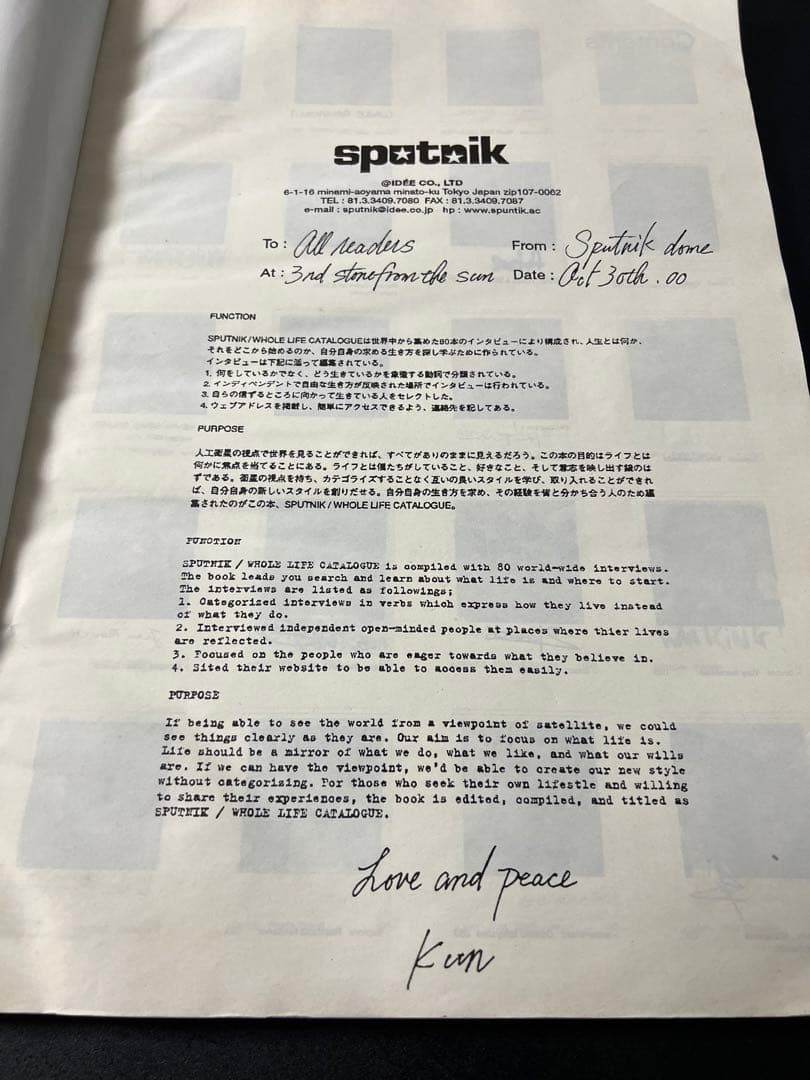 sputnik
@IDÉE CO., LTD
6-1-16 minami-aoyama minato-ku Tokyo Japan zip107-0062
TEL : 81.3.3409.7080 FAX : 81.3.3409.7087
e-mail : sputnik@idee.co.jp hp : www.spuntik.ac
To : All readers From : Sputnik dome
At : 3rd stone from the sun Date : Oct 30th . 00
FUNCTION
SPUTNIK/WHOLE LIFE CATALOGUEは世界中から集めた80本のインタビューにより構成され、人生とは何か、
それをどこから始めるのか、自分自身の求める生き方を探し学ぶために作られている。
インタビューは下記に添って編集されている。
1. 何をしているかでなく、どう生きているかを象徴する動詞で分類されている。
2. インディペンデントで自由な生き方が反映された場所でインタビューは行われている。
3. 自らの信ずるところに向かって生きている人をセレクトした。
4. ウェブアドレスを掲載し、簡単にアクセスできるよう、連絡先を記してある。
PURPOSE
人工衛星の視点で世界を見ることができれば、すべてがありのままに見えるだろう。この本の目的はライフとは
何かに焦点を当てることにある。ライフとは僕たちがしていること、好きなこと、そして意志を映し出す鏡のは
ずである。衛星の視点を持ち、カテゴライズすることなく互いの良いスタイルを学び、取り入れることができれ
ば、自分自身の新しいスタイルを創りだせる。自分自身の生き方を求め、その経験を皆と分かち合う人のため編
集されたのがこの本、SPUTNIK/WHOLE LIFE CATALOGUE。
FUNCTION
SPUTNIK / WHOLE LIFE CATALOGUE is compiled with 80 world-wide interviews.
The book leads you search and learn about what life is and where to start.
The interviews are listed as followings;
1. Categorized interviews in verbs which express how they live instead
of what they do.
2. Interviewed independent open-minded people at places where thier lives
are reflected.
3. Focused on the people who are eager towards what they believe in.
4. Sited their website to be able to access them easily.
PURPOSE
If being able to see the world from a viewpoint of satellite, we could
see things clearly as they are. Our aim is to focus on what life is.
Life should be a mirror of what we do, what we like, and what our wills
are. If we can have the viewpoint, we'd be able to create our new style
without categorizing. For those who seek their own lifestle and willing
to share their experiences, the book is edited, compiled, and titled as
SPUTNIK / WHOLE LIFE CATALOGUE.
Love and peace
Kun